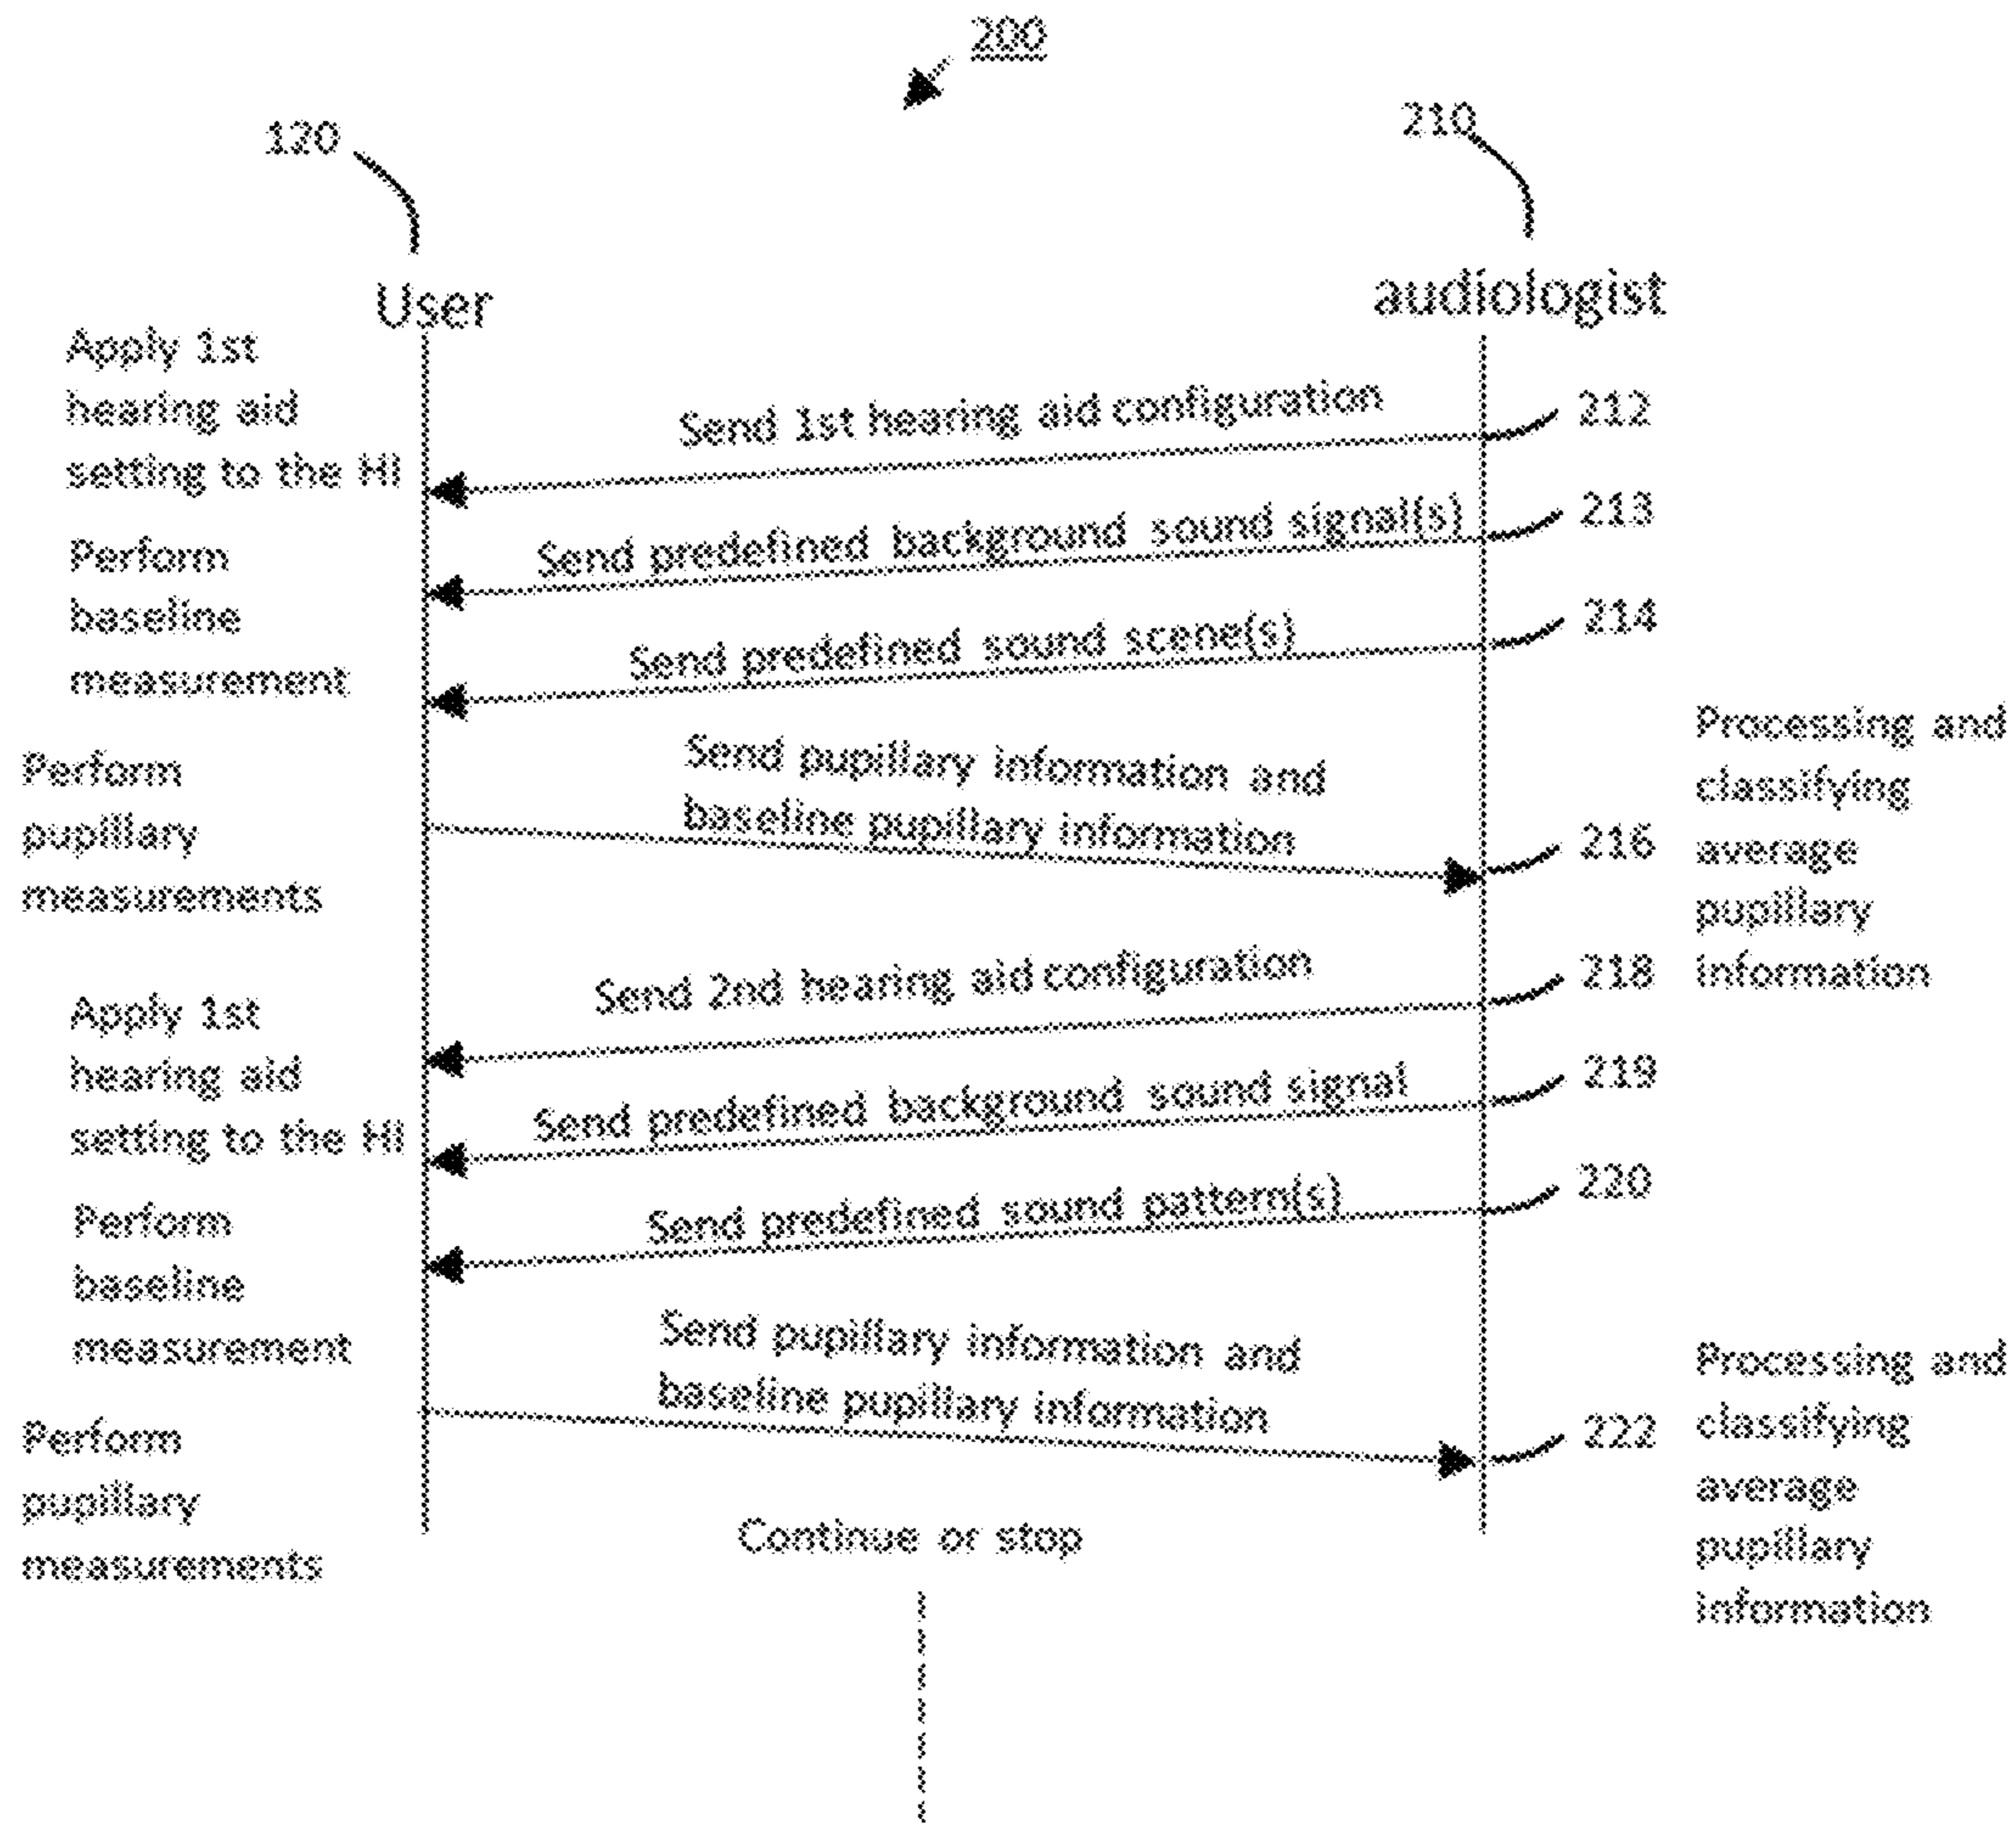 200
120
210
User
audiologist
Apply 1st
hearing aid
setting to the HI
Send 1st hearing aid configuration
212
Perform
baseline
measurement
Send predefined background sound signal(s)
213
Send predefined sound scene(s)
214
Perform
pupillary
measurements
Send pupillary information and
baseline pupillary information
216
Processing and
classifying
average
pupillary
information
Apply 1st
hearing aid
setting to the HI
Send 2nd hearing aid configuration
218
Send predefined background sound signal
219
Perform
baseline
measurement
Send predefined sound pattern(s)
220
Send pupillary information and
baseline pupillary information
222
Perform
pupillary
measurements
Processing and
classifying
average
pupillary
information
Continue or stop